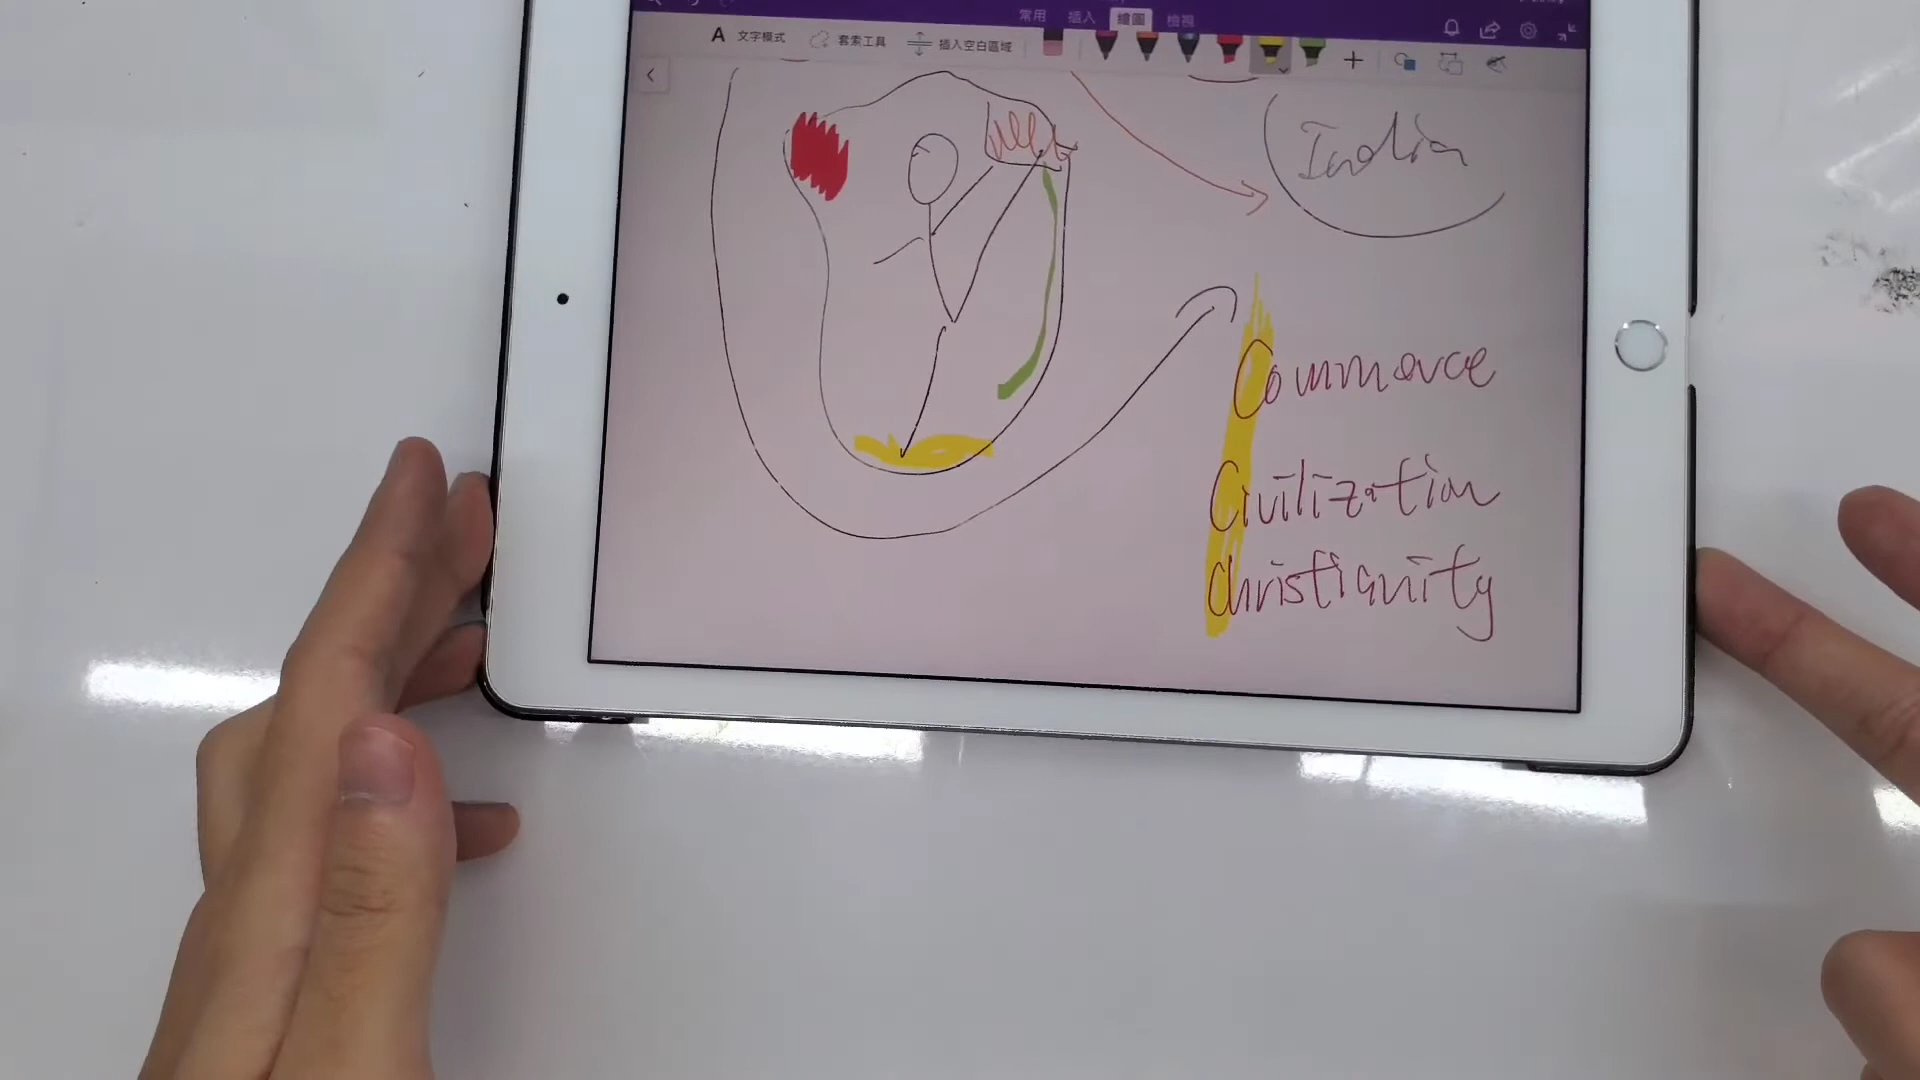 常用 插入 繪圖 檢視
A 文字模式 套索工具 插入空白區域
India
Commerce
Civilization
Christianity